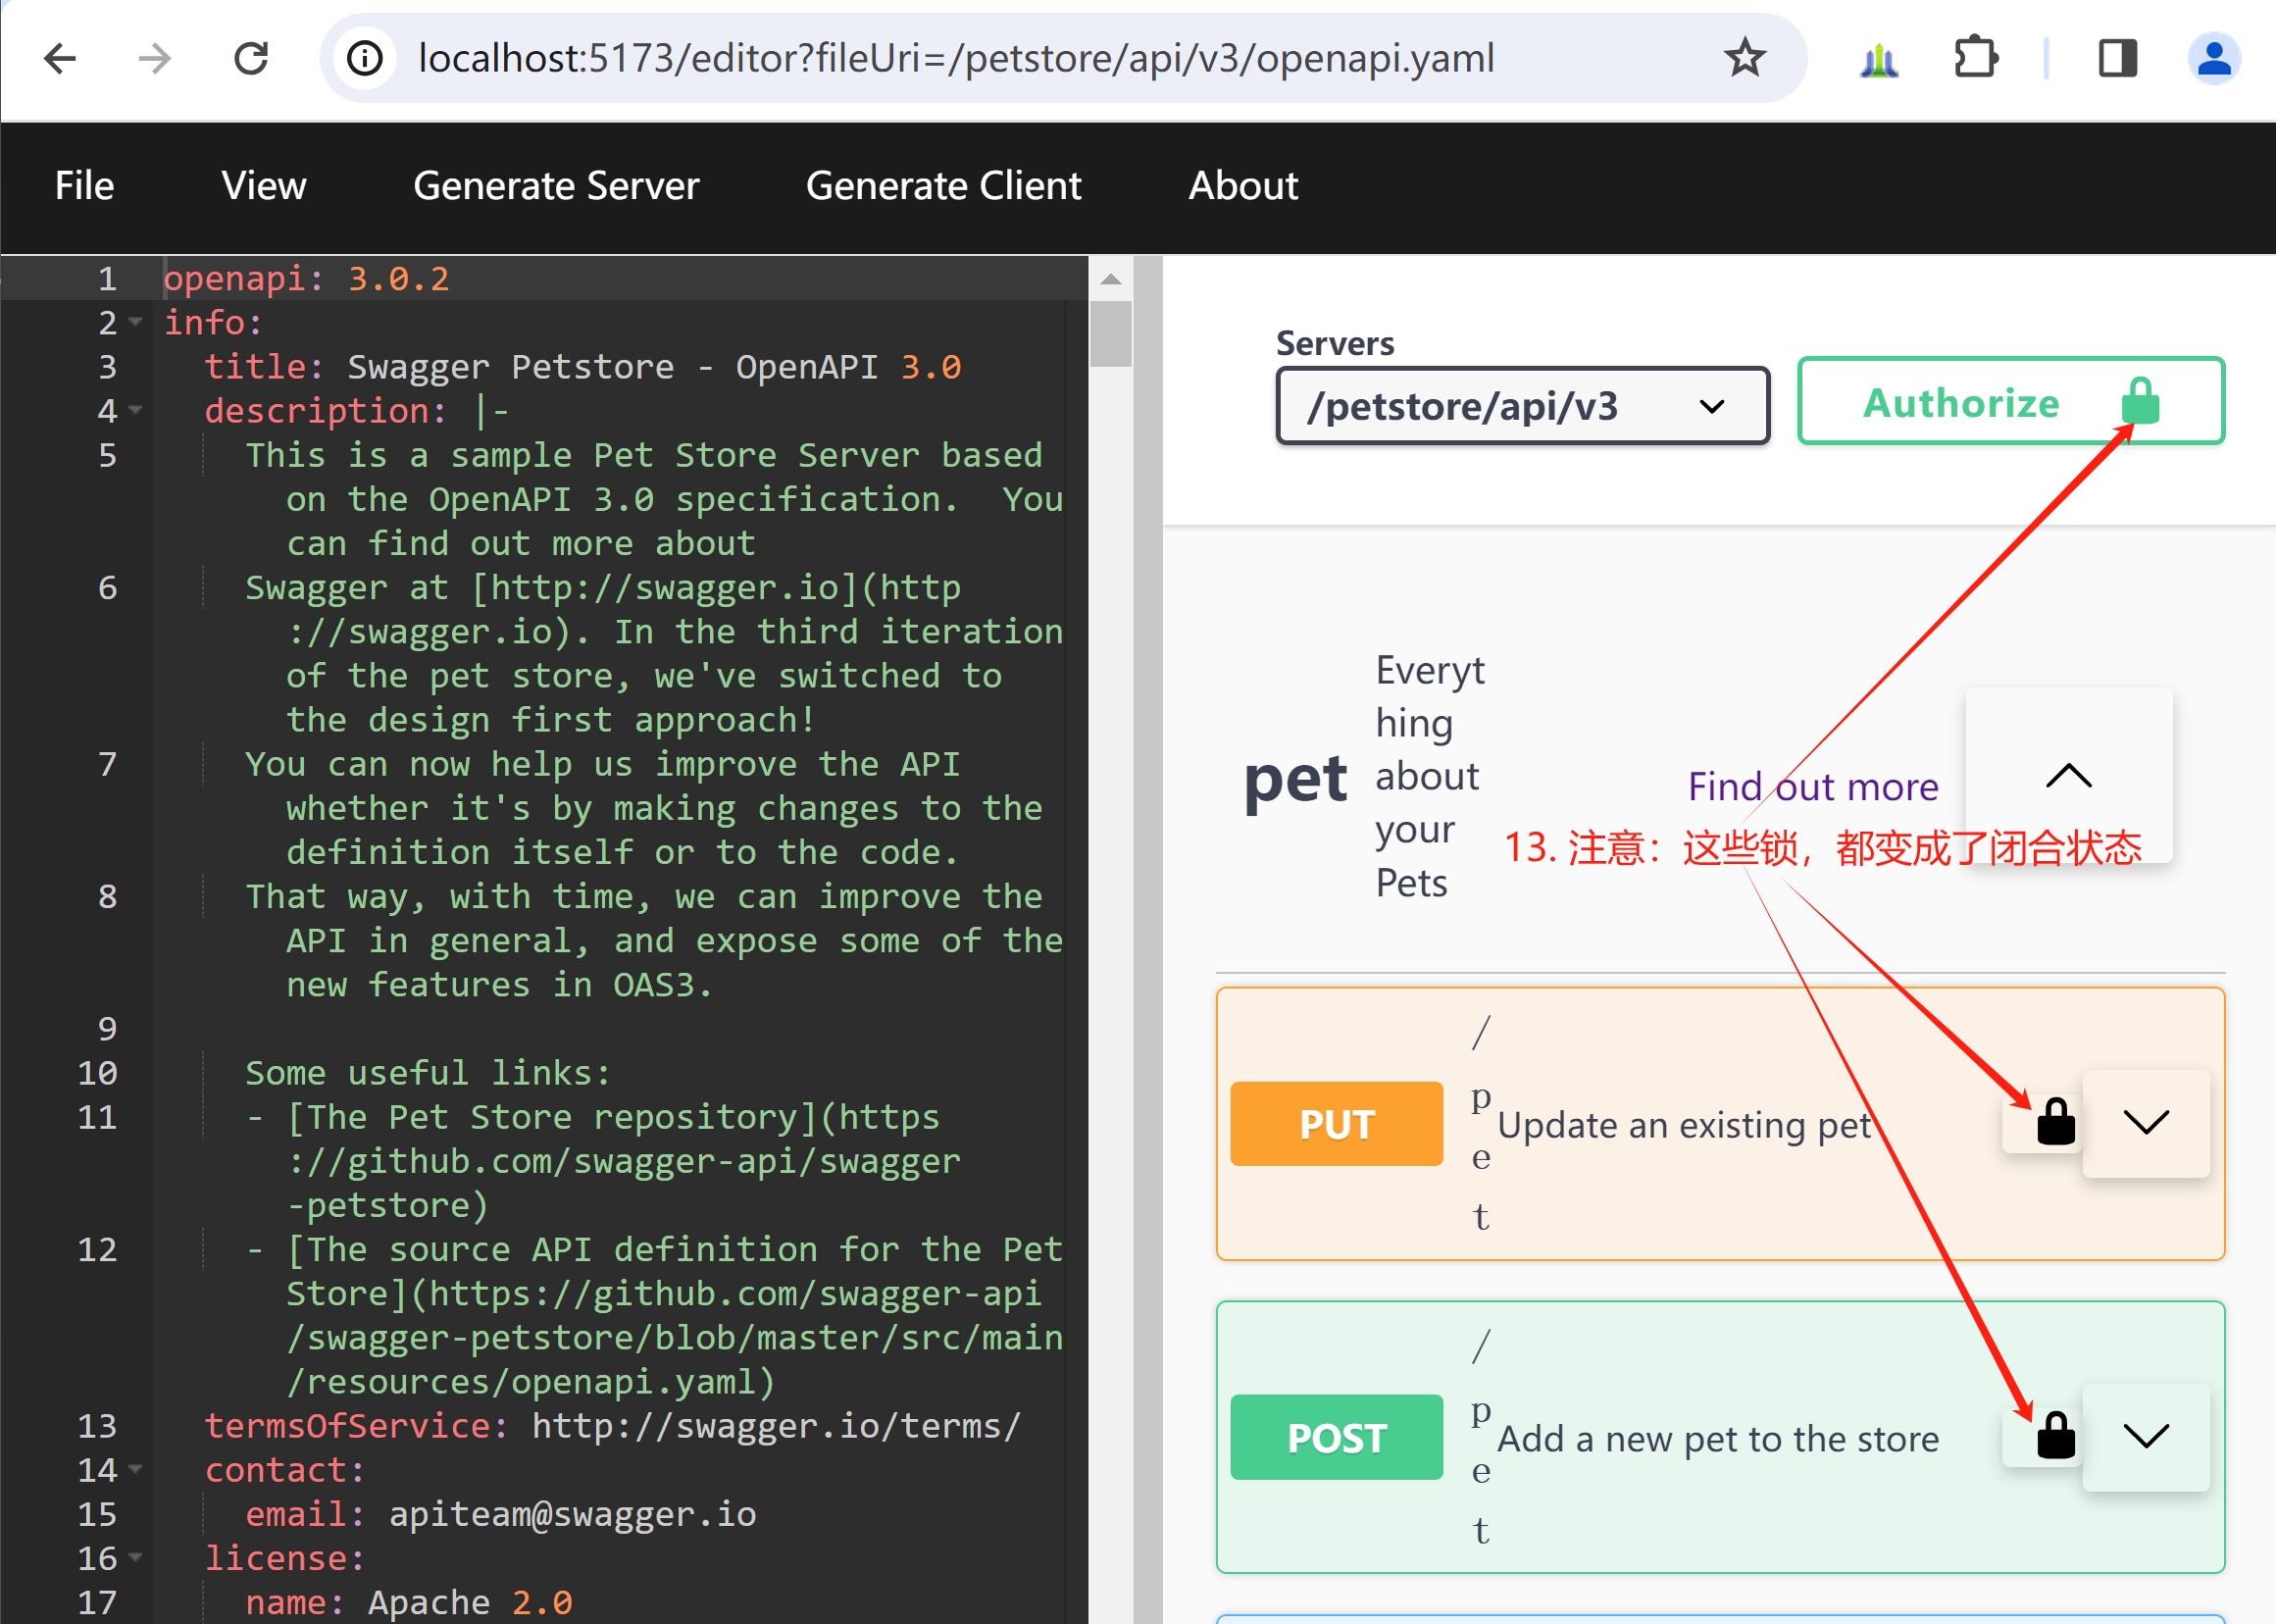 localhost:5173/editor?fileUri=/petstore/api/v3/openapi.yaml
File View Generate Server Generate Client About
1 openapi: 3.0.2
2 info:
3 title: Swagger Petstore - OpenAPI 3.0
4 description: |-
5 This is a sample Pet Store Server based
on the OpenAPI 3.0 specification.  You
can find out more about
6 Swagger at [http://swagger.io](http
://swagger.io). In the third iteration
of the pet store, we've switched to
the design first approach!
7 You can now help us improve the API
whether it's by making changes to the
definition itself or to the code.
8 That way, with time, we can improve the
API in general, and expose some of the
new features in OAS3.
9
10 Some useful links:
11 - [The Pet Store repository](https
://github.com/swagger-api/swagger
-petstore)
12 - [The source API definition for the Pet
Store](https://github.com/swagger-api
/swagger-petstore/blob/master/src/main
/resources/openapi.yaml)
13 termsOfService: http://swagger.io/terms/
14 contact:
15 email: apiteam@swagger.io
16 license:
17 name: Apache 2.0
Servers
/petstore/api/v3
Authorize
pet
Everyt
hing
about
your
Pets
Find out more
13. 注意：这些锁，都变成了闭合状态
PUT
/
p
e
t
Update an existing pet
POST
/
p
e
t
Add a new pet to the store